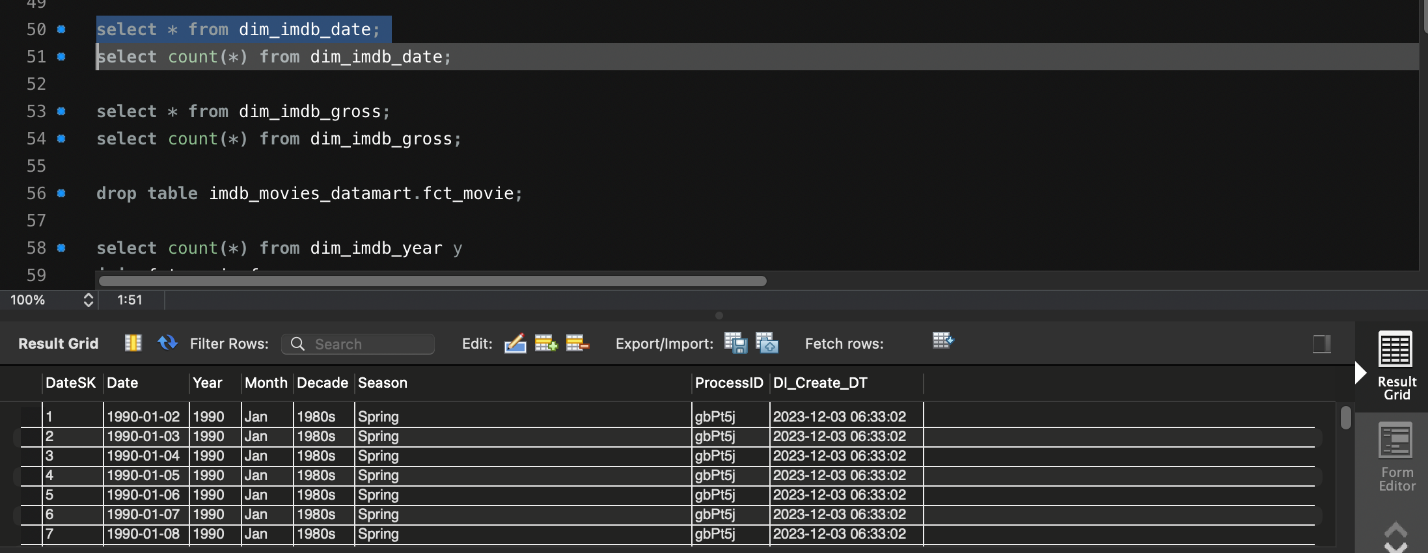 49
50 select * from dim_imdb_date;
51 select count(*) from dim_imdb_date;
52
53 select * from dim_imdb_gross;
54 select count(*) from dim_imdb_gross;
55
56 drop table imdb_movies_datamart.fct_movie;
57
58 select count(*) from dim_imdb_year y
59
100% 1:51
Result Grid Filter Rows: Search Edit: Export/Import: Fetch rows:
DateSK Date Year Month Decade Season ProcessID DI_Create_DT
1 1990-01-02 1990 Jan 1980s Spring gbPt5j 2023-12-03 06:33:02
2 1990-01-03 1990 Jan 1980s Spring gbPt5j 2023-12-03 06:33:02
3 1990-01-04 1990 Jan 1980s Spring gbPt5j 2023-12-03 06:33:02
4 1990-01-05 1990 Jan 1980s Spring gbPt5j 2023-12-03 06:33:02
5 1990-01-06 1990 Jan 1980s Spring gbPt5j 2023-12-03 06:33:02
6 1990-01-07 1990 Jan 1980s Spring gbPt5j 2023-12-03 06:33:02
7 1990-01-08 1990 Jan 1980s Spring gbPt5j 2023-12-03 06:33:02
Result
Grid
Form
Editor